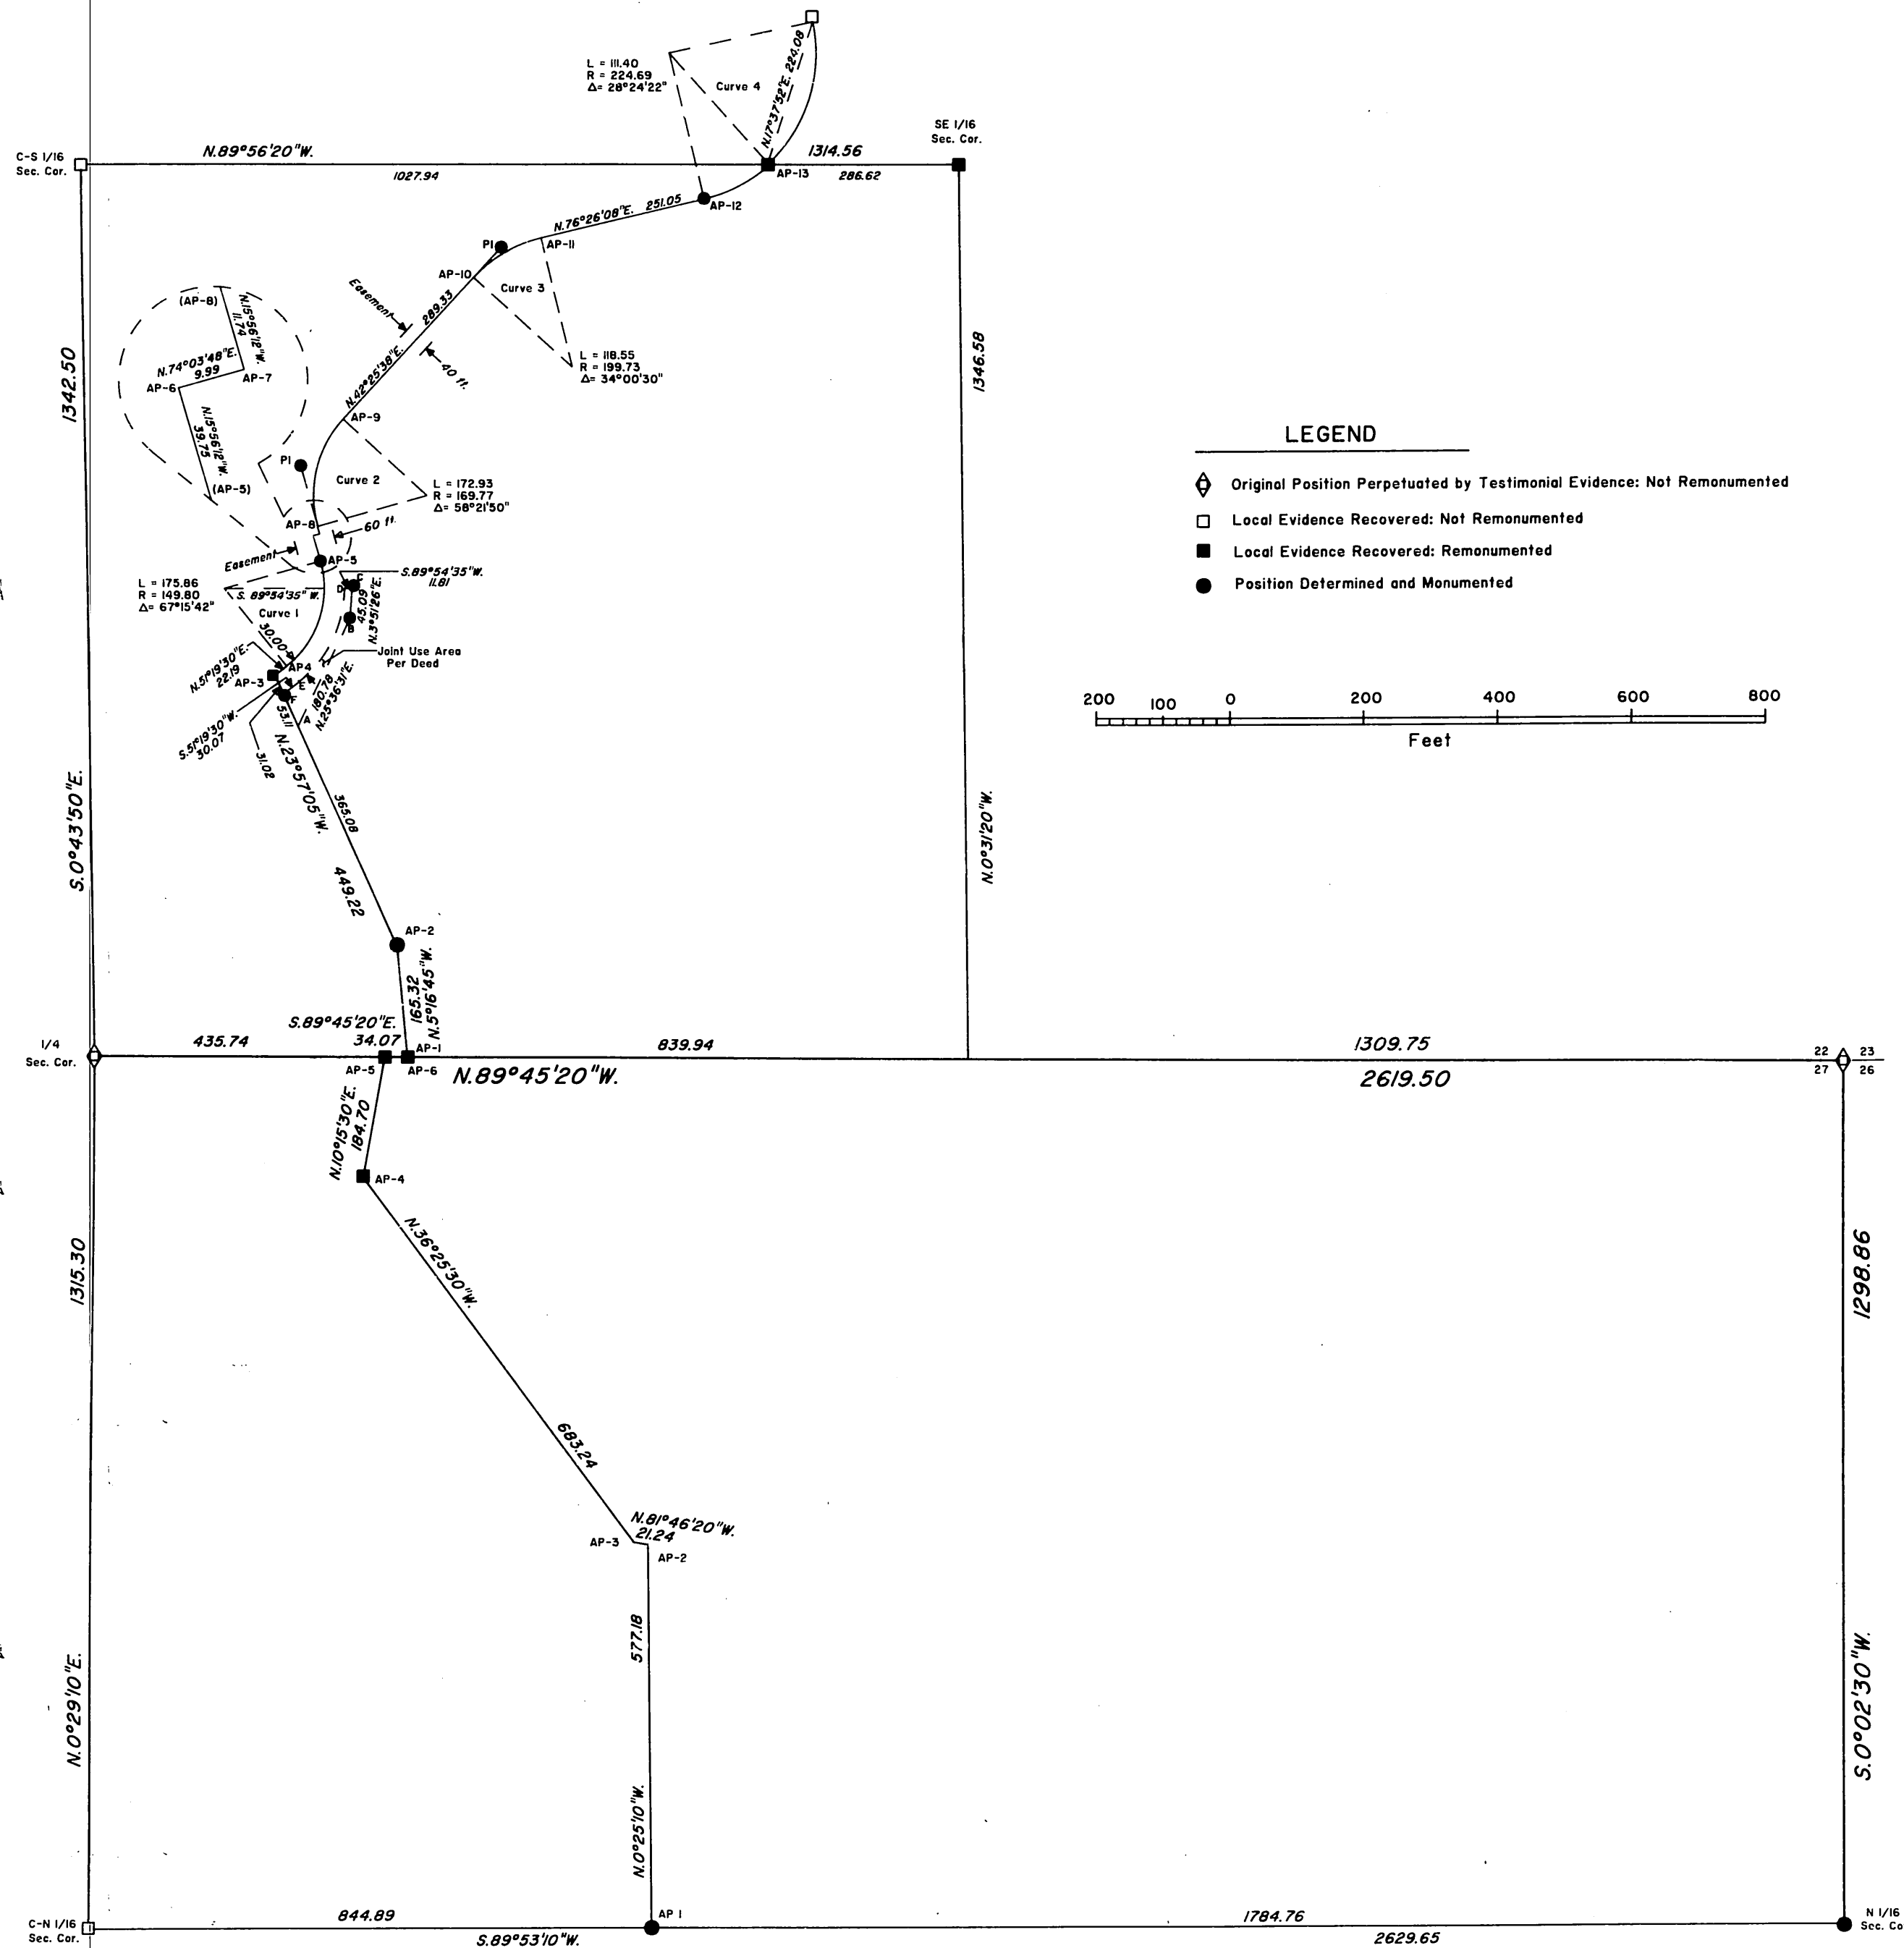 L = 111.40
R = 224.69
Δ= 28°24'22"
Curve 4
N.17°37'52"E. 224.08
SE 1/16
Sec. Cor.
C-S 1/16
Sec. Cor.
N.89°56'20"W.
1314.56
1027.94
AP-13
286.62
AP-12
N.76°26'08"E. 251.05
PI
AP-11
AP-10
Curve 3
Easement
289.33
(AP-8)
N.15°56'12"W.
11.74
N.74°03'48"E.
9.99
AP-7
AP-6
N.15°56'12"W.
39.75
(AP-5)
L = 118.55
R = 199.73
Δ= 34°00'30"
40 ft.
N.42°25'38"E.
AP-9
1342.50
1346.58
PI
Curve 2
L = 172.93
R = 169.77
Δ= 58°21'50"
AP-8
60 ft.
Easement
AP-5
S.89°54'35"W.
11.81
L = 175.86
R = 149.80
Δ= 67°15'42"
S. 89°54'35" W.
Curve 1
C
D
B
45.09
N.3°51'26"E.
30.00
Joint Use Area
Per Deed
N.51°19'30"E.
22.19
AP4
AP-3
E
F
A
180.78
N.25°36'31"E.
S.51°19'30"W.
30.07
53.11
31.02
N.23°57'05"W.
365.08
449.22
S.0°43'50"E.
N.0°31'20"W.
AP-2
165.32
N.5°16'45"W.
LEGEND
Original Position Perpetuated by Testimonial Evidence: Not Remonumented
Local Evidence Recovered: Not Remonumented
Local Evidence Recovered: Remonumented
Position Determined and Monumented
200 100 0 200 400 600 800
Feet
1/4
Sec. Cor.
435.74
S.89°45'20"E.
34.07
AP-1
839.94
1309.75
22 23
27 26
AP-5
AP-6
N.89°45'20"W.
2619.50
N.10°15'30"E.
184.70
AP-4
N.36°25'30"W.
683.24
1315.30
1298.86
N.81°46'20"W.
21.24
AP-3
AP-2
577.18
N.0°29'10"E.
N.0°25'10"W.
S.0°02'30"W.
C-N 1/16
Sec. Cor.
844.89
AP 1
1784.76
N 1/16
Sec. Co
S.89°53'10"W.
2629.65